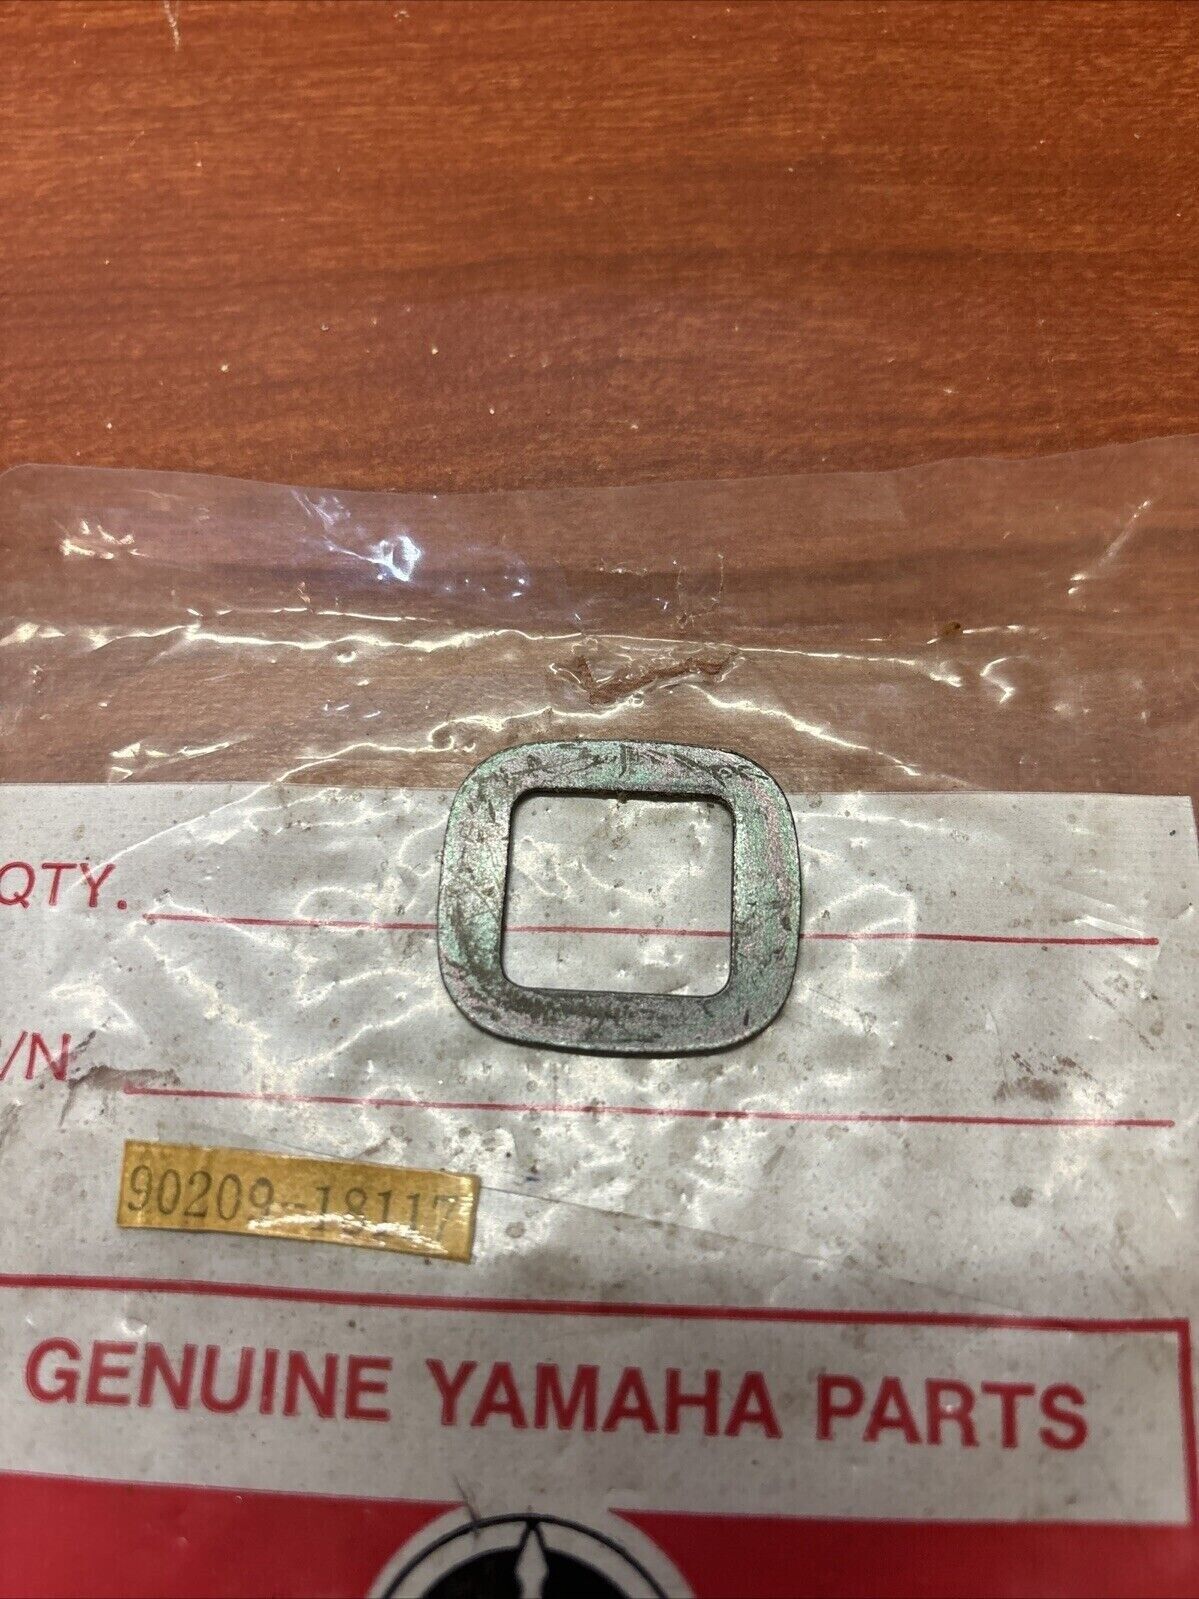 QTY.
/N
90209-18117
GENUINE YAMAHA PARTS